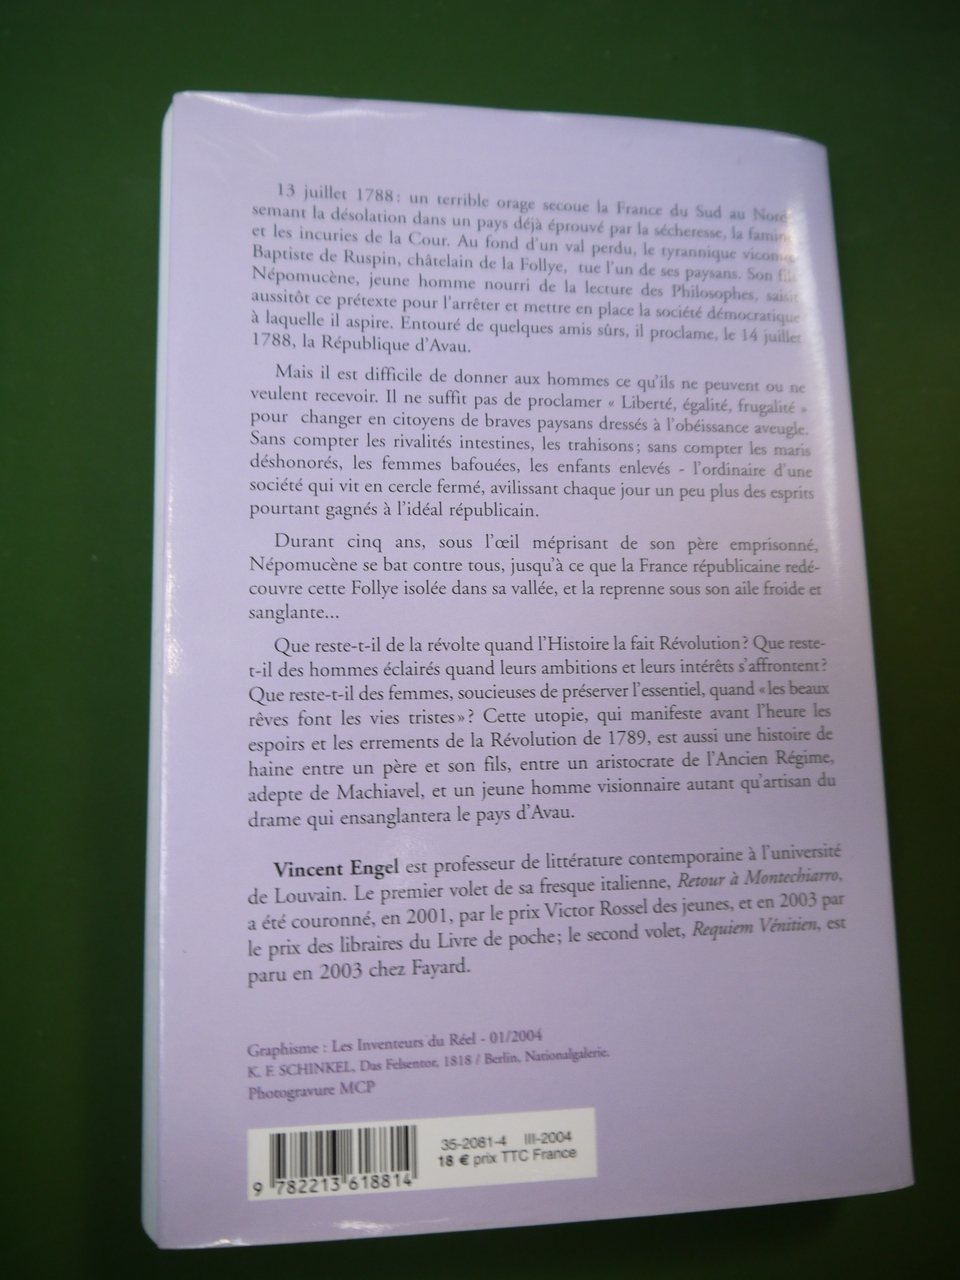 13 juillet 1788 : un terrible orage secoue la France du Sud au Nord,
semant la désolation dans un pays déjà éprouvé par la sécheresse, la famine
et les incuries de la Cour. Au fond d'un val perdu, le tyrannique vicomte
Baptiste de Ruspin, châtelain de la Follye, tue l'un de ses paysans. Son fils
Népomucène, jeune homme nourri de la lecture des Philosophes, saisit
aussitôt ce prétexte pour l'arrêter et mettre en place la société démocratique
à laquelle il aspire. Entouré de quelques amis sûrs, il proclame, le 14 juillet
1788, la République d'Avau.
Mais il est difficile de donner aux hommes ce qu'ils ne peuvent ou ne
veulent recevoir. Il ne suffit pas de proclamer « Liberté, égalité, frugalité »
pour changer en citoyens de braves paysans dressés à l'obéissance aveugle.
Sans compter les rivalités intestines, les trahisons ; sans compter les maris
déshonorés, les femmes bafouées, les enfants enlevés - l'ordinaire d'une
société qui vit en cercle fermé, avilissant chaque jour un peu plus des esprits
pourtant gagnés à l'idéal républicain.
Durant cinq ans, sous l'œil méprisant de son père emprisonné,
Népomucène se bat contre tous, jusqu'à ce que la France républicaine redé-
couvre cette Follye isolée dans sa vallée, et la reprenne sous son aile froide et
sanglante...
Que reste-t-il de la révolte quand l'Histoire la fait Révolution ? Que reste-
t-il des hommes éclairés quand leurs ambitions et leurs intérêts s'affrontent ?
Que reste-t-il des femmes, soucieuses de préserver l'essentiel, quand « les beaux
rêves font les vies tristes » ? Cette utopie, qui manifeste avant l'heure les
espoirs et les errements de la Révolution de 1789, est aussi une histoire de
haine entre un père et son fils, entre un aristocrate de l'Ancien Régime,
adepte de Machiavel, et un jeune homme visionnaire autant qu'artisan du
drame qui ensanglantera le pays d'Avau.
Vincent Engel est professeur de littérature contemporaine à l'université
de Louvain. Le premier volet de sa fresque italienne, Retour à Montechiarro,
a été couronné, en 2001, par le prix Victor Rossel des jeunes, et en 2003 par
le prix des libraires du Livre de poche ; le second volet, Requiem Vénitien, est
paru en 2003 chez Fayard.
Graphisme : Les Inventeurs du Réel - 01/2004
K. F. SCHINKEL, Das Felsentor, 1818 / Berlin, Nationalgalerie.
Photogravure MCP
35-2081-4 III-2004
18 € prix TTC France
9 782213 618814